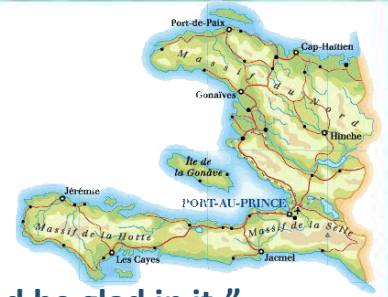 Port-de-Paix
Cap-Haïtien
Massif du Nord
Gonaïves
Hinche
Île de
la Gonâve
Jérémie
PORT-AU-PRINCE
Massif de la Hotte
Massif de la Selle
Les Cayes
Jacmel
d be glad in it.”